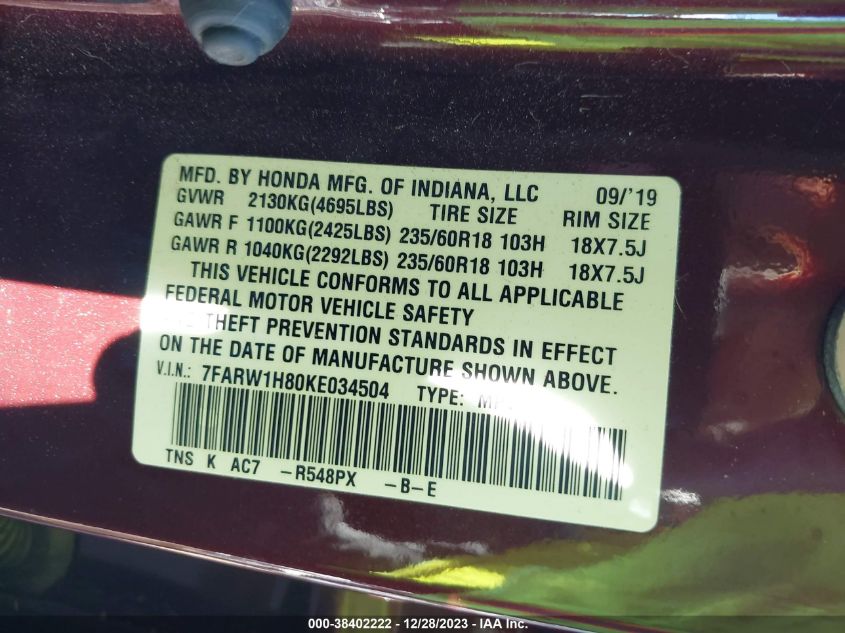 MFD. BY HONDA MFG. OF INDIANA, LLC 09/'19
GVWR 2130KG(4695LBS) TIRE SIZE RIM SIZE
GAWR F 1100KG(2425LBS) 235/60R18 103H 18X7.5J
GAWR R 1040KG(2292LBS) 235/60R18 103H 18X7.5J
THIS VEHICLE CONFORMS TO ALL APPLICABLE
FEDERAL MOTOR VEHICLE SAFETY
THEFT PREVENTION STANDARDS IN EFFECT
ON THE DATE OF MANUFACTURE SHOWN ABOVE.
V.I.N.: 7FARW1H80KE034504 TYPE:
TNS K AC7 -R548PX -B-E
000-38402222 - 12/28/2023 - IAA Inc.